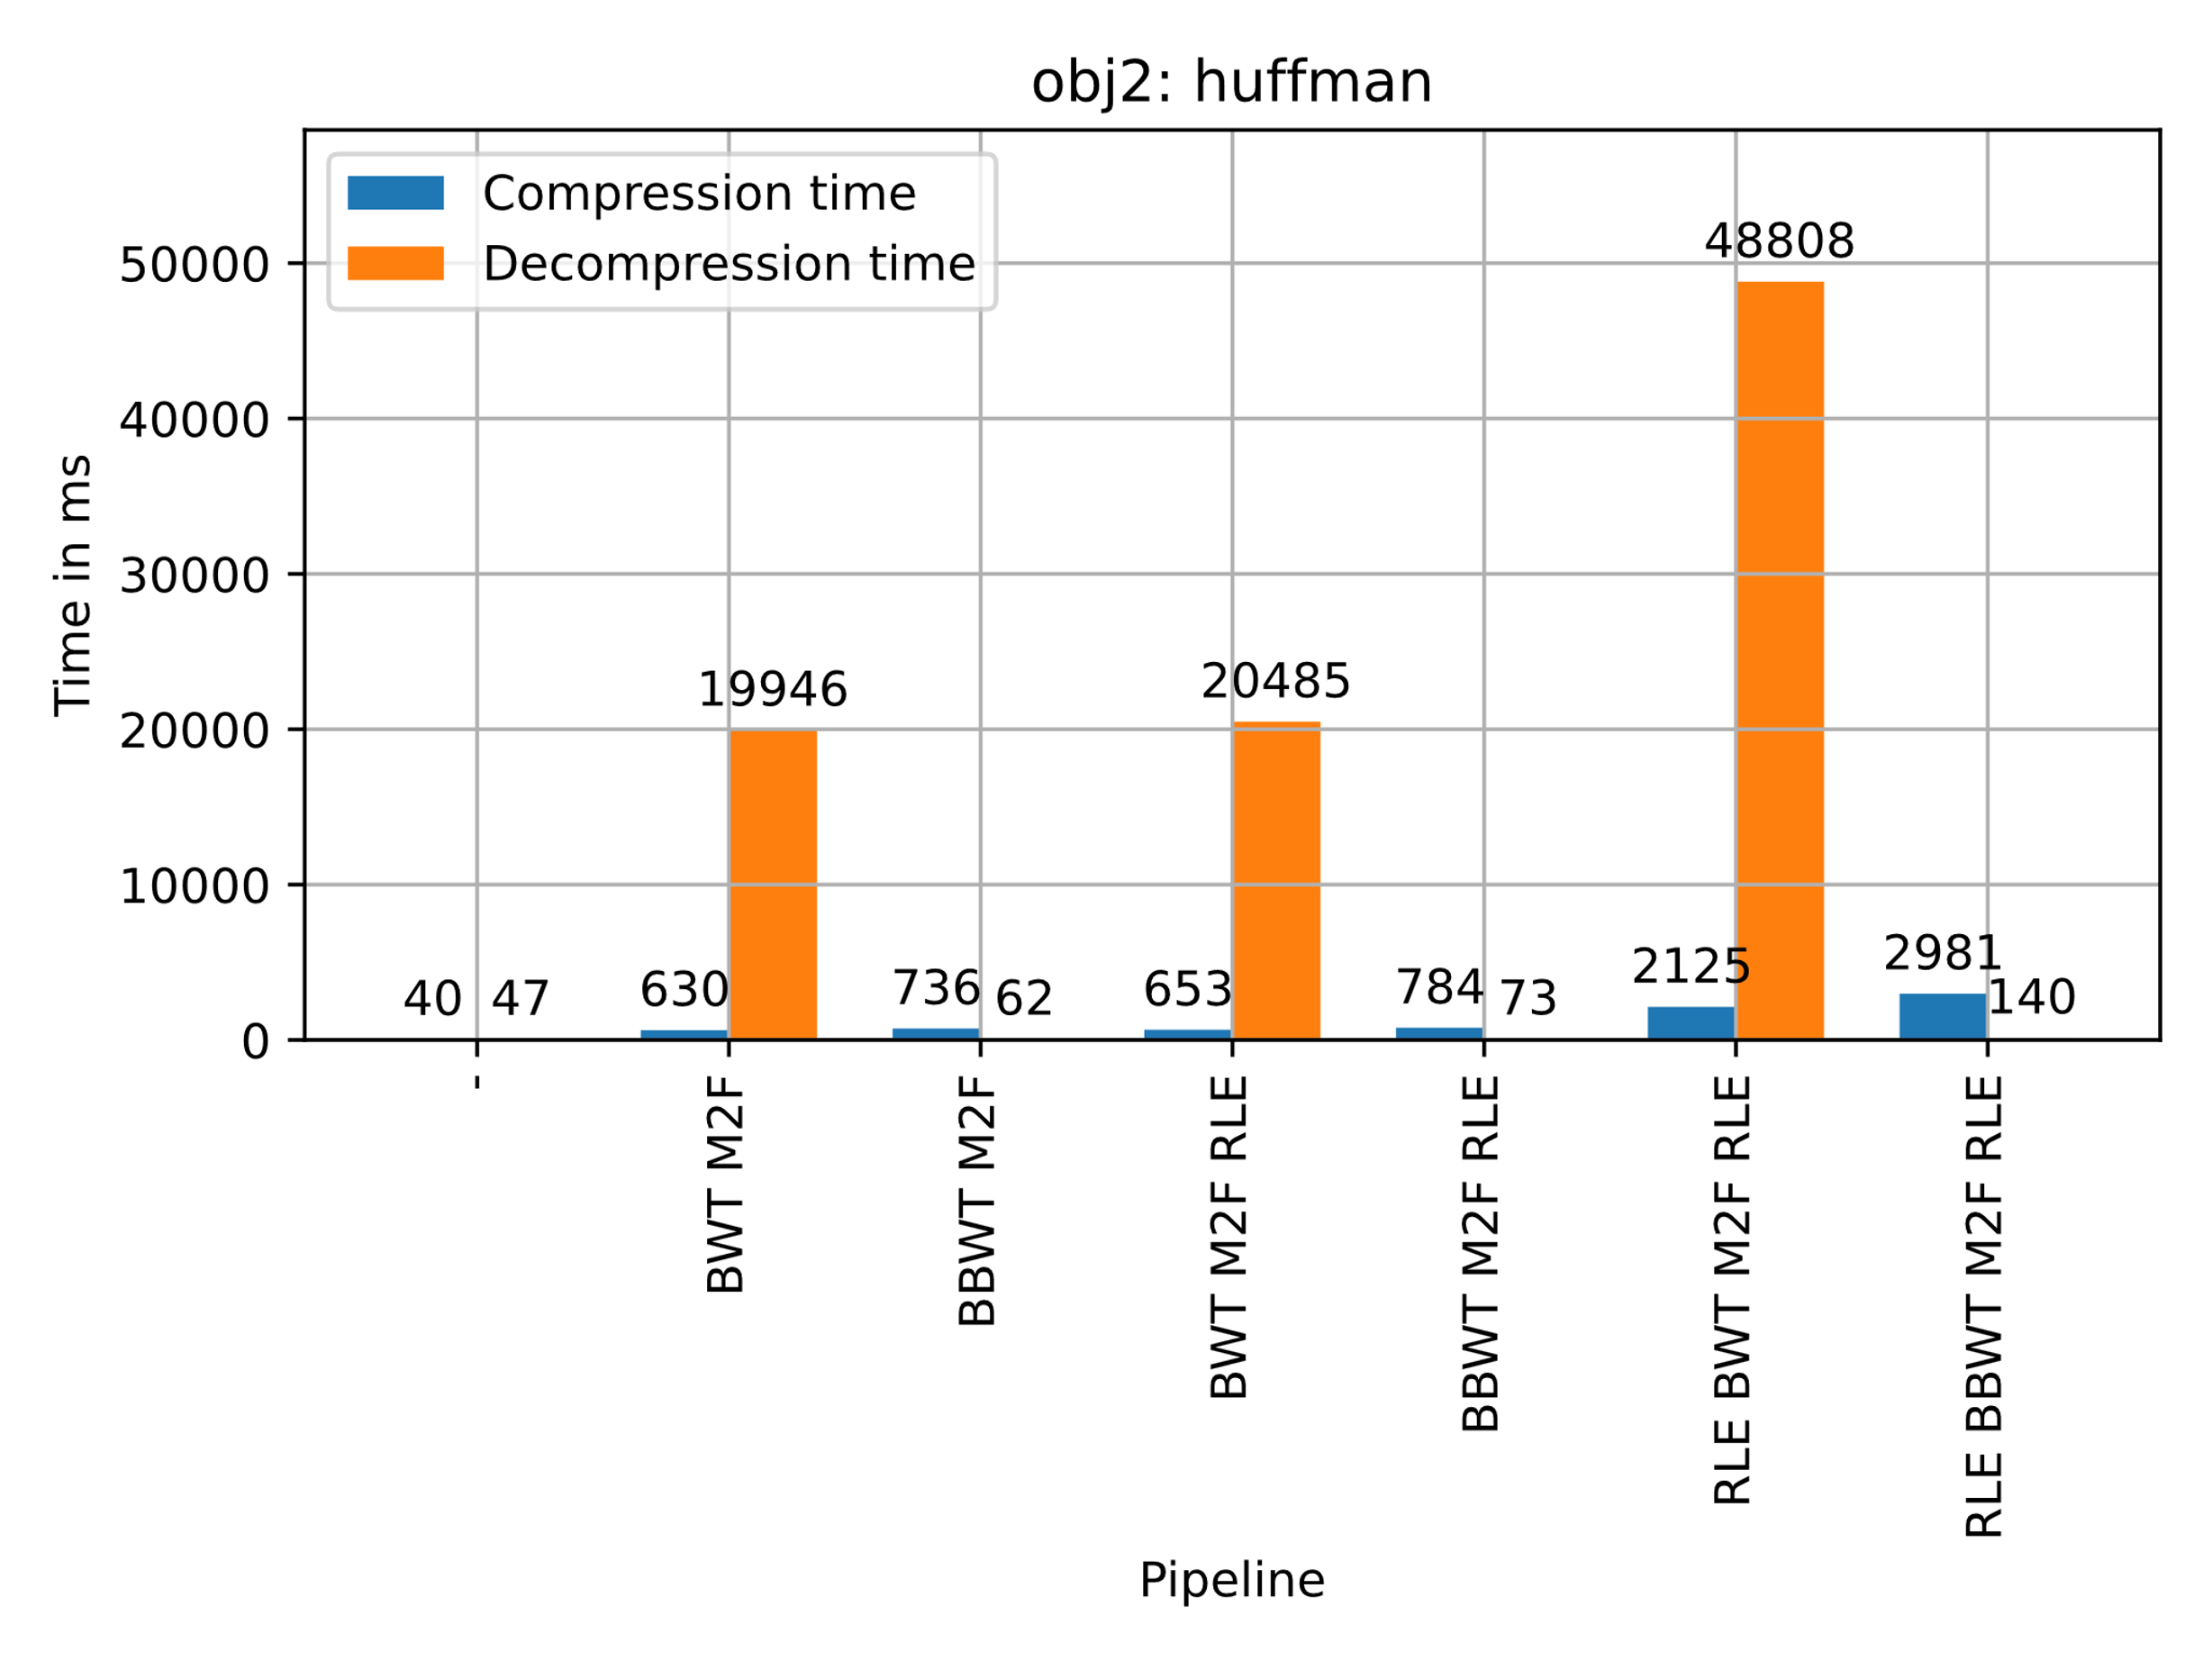 obj2: huffman
Compression time
Decompression time
Time in ms
50000
40000
30000
20000
10000
0
40
47
630
19946
736
62
653
20485
784
73
2125
48808
2981
140
-
BWT M2F
BBWT M2F
BWT M2F RLE
BBWT M2F RLE
RLE BWT M2F RLE
RLE BBWT M2F RLE
Pipeline